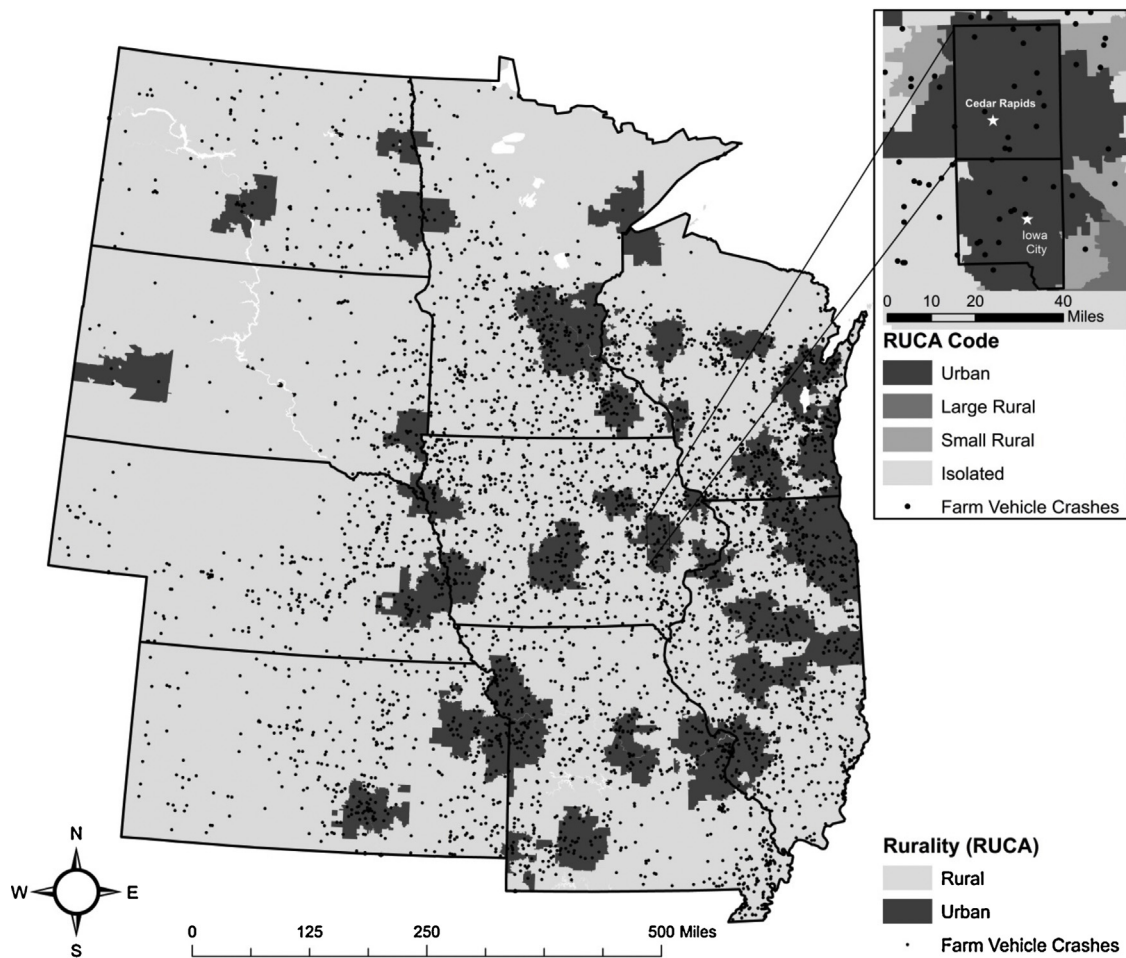 Cedar Rapids
Iowa
City
0 10 20 40
Miles
RUCA Code
Urban
Large Rural
Small Rural
Isolated
Farm Vehicle Crashes
N
W E
S
0 125 250 500 Miles
Rurality (RUCA)
Rural
Urban
Farm Vehicle Crashes